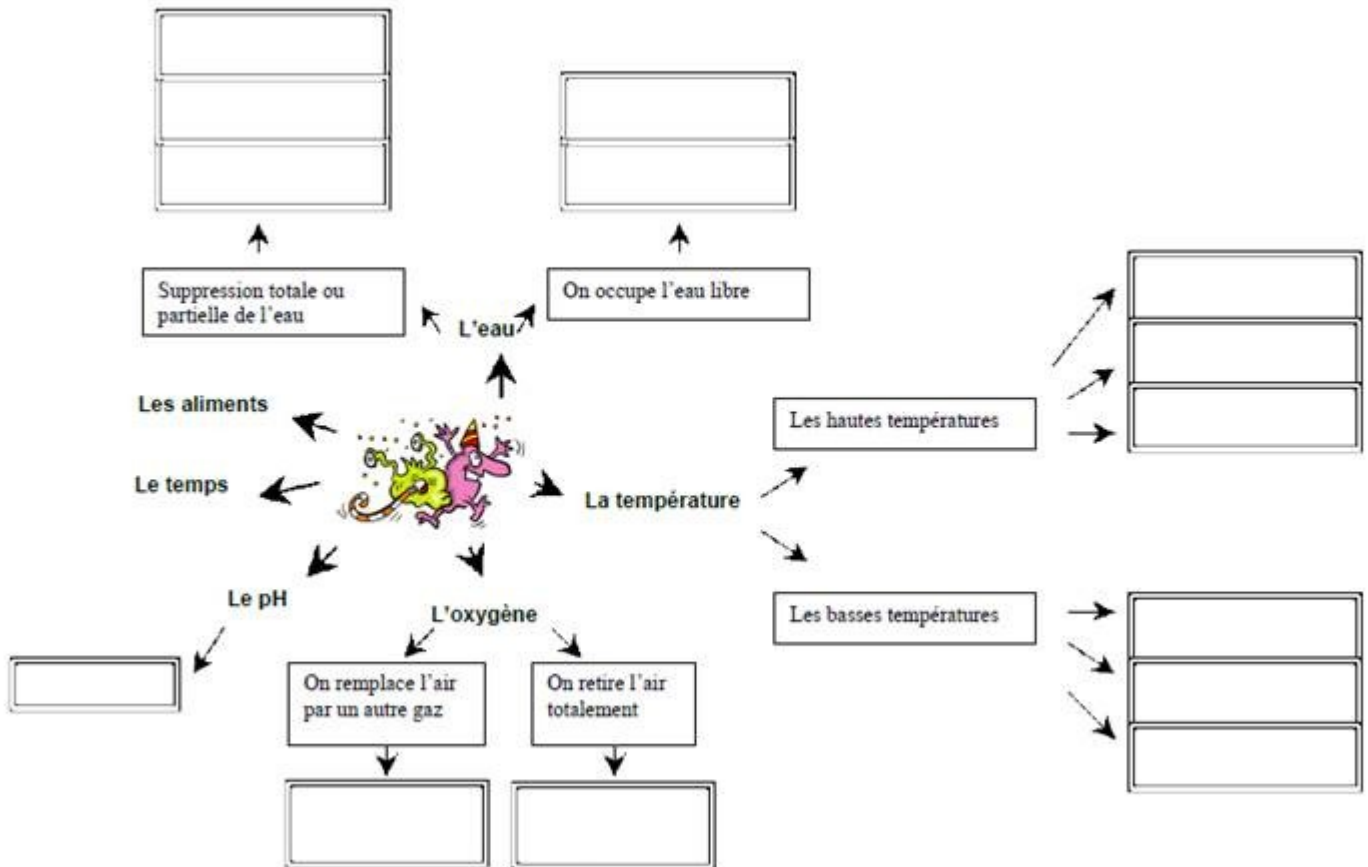 Suppression totale ou
partielle de l'eau
On occupe l'eau libre
L'eau
Les aliments
Les hautes températures
Le temps
La température
Le pH
L'oxygène
Les basses températures
On remplace l'air
par un autre gaz
On retire l'air
totalement